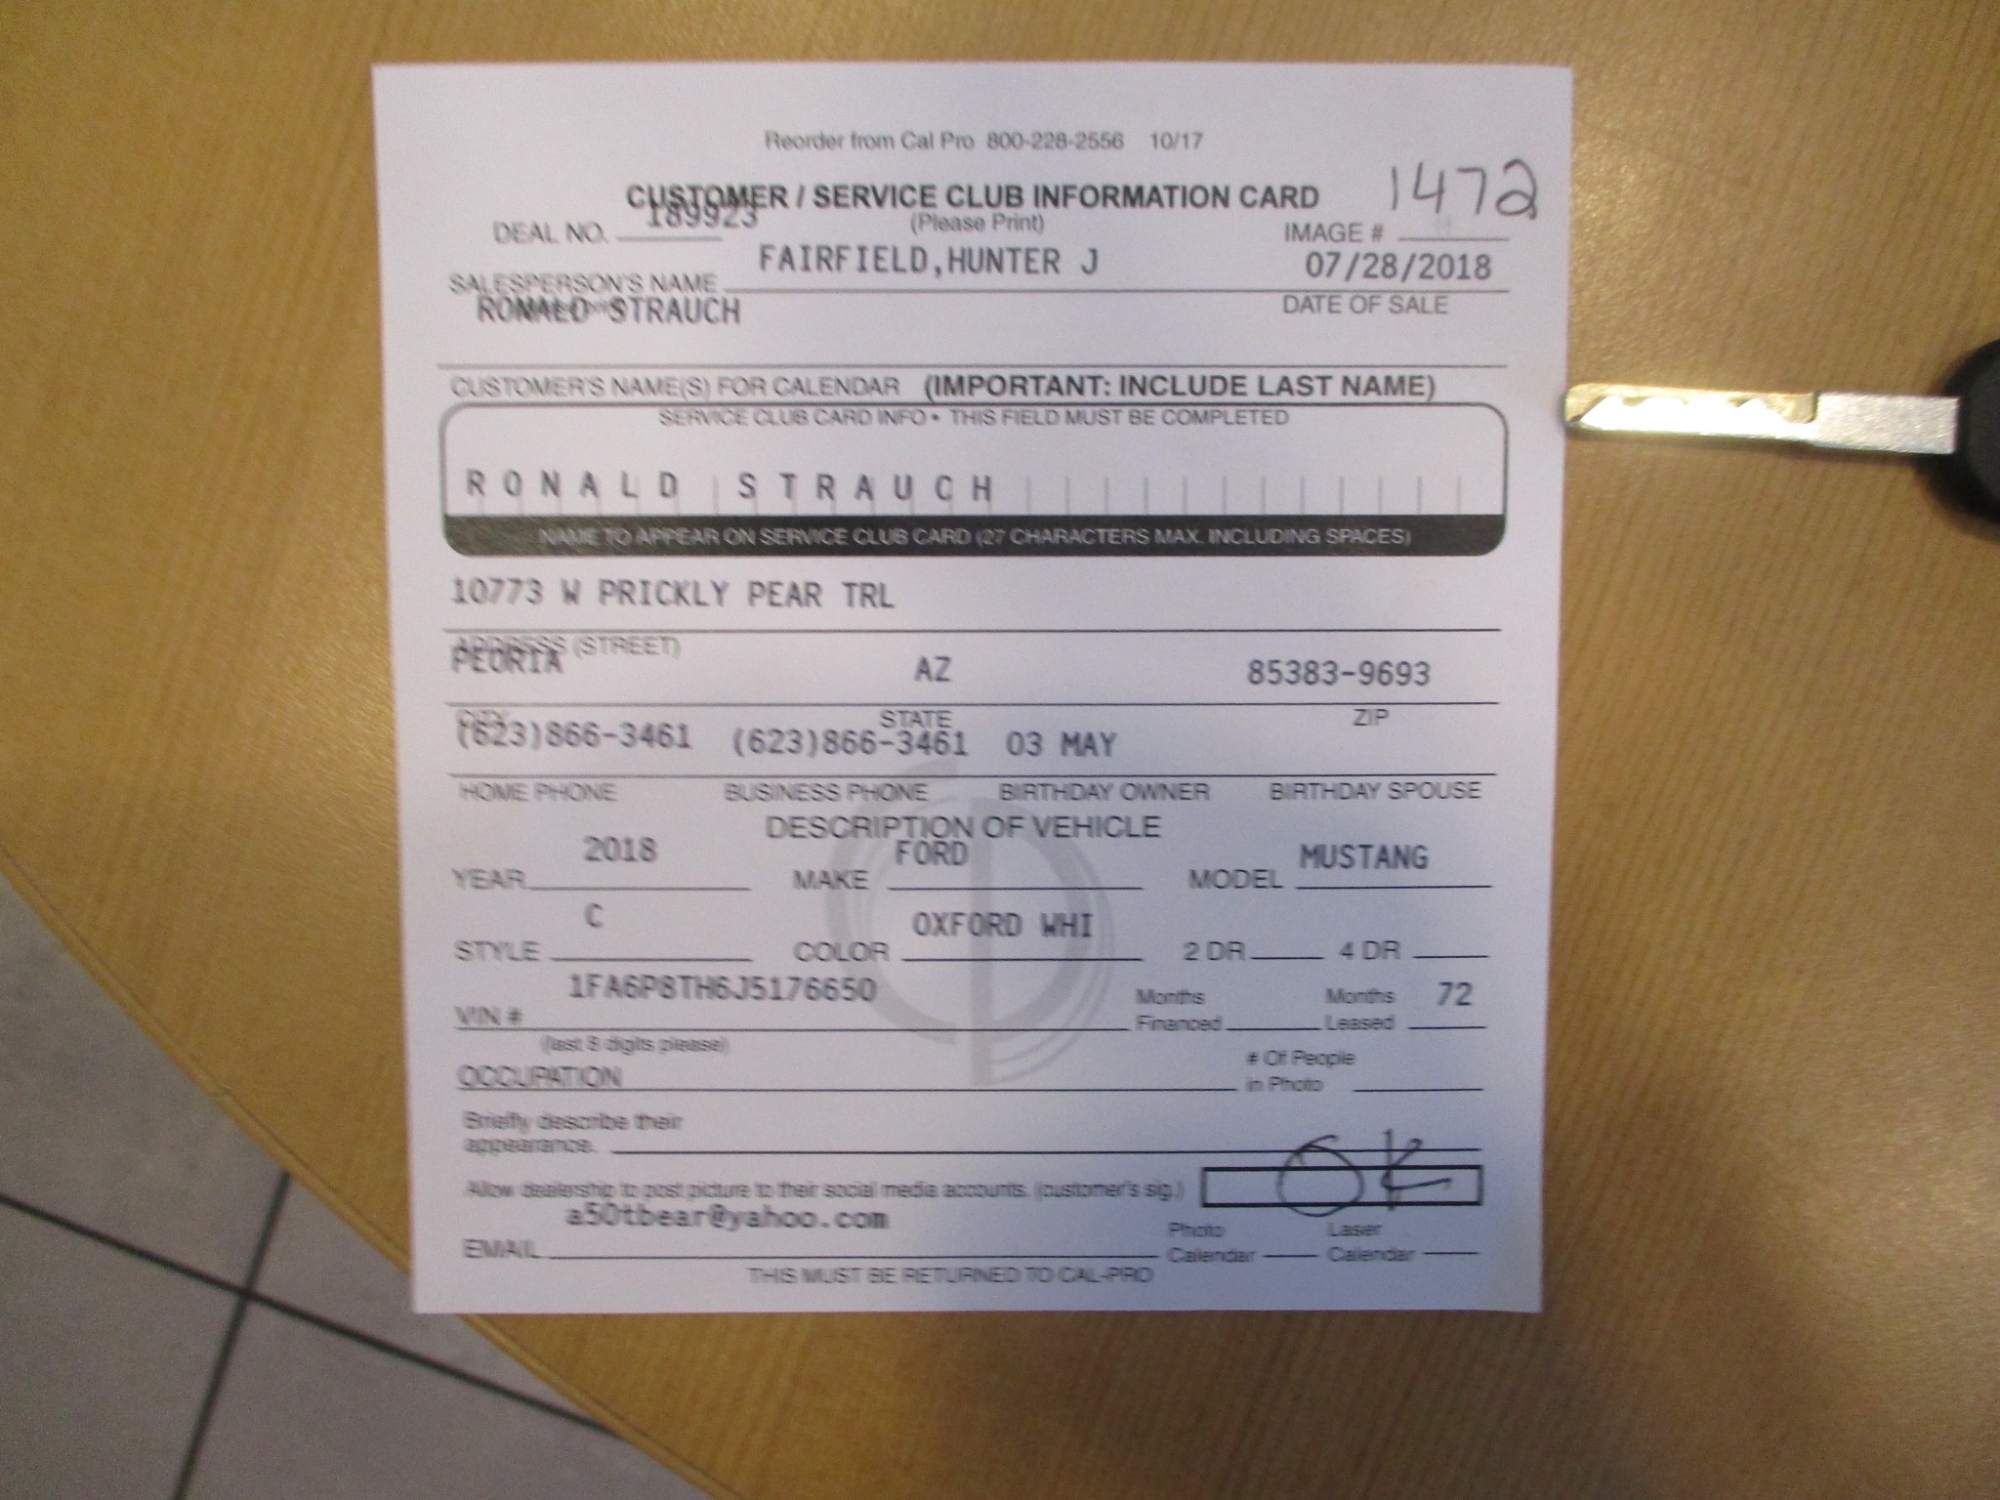 Reorder from Cal Pro 800-228-2556 10/17
1472
CUSTOMER / SERVICE CLUB INFORMATION CARD
(Please Print)
DEAL NO. 189923
IMAGE #
FAIRFIELD,HUNTER J 07/28/2018
SALESPERSON'S NAME
DATE OF SALE
RONALD STRAUCH
CUSTOMER'S NAME(S) FOR CALENDAR (IMPORTANT: INCLUDE LAST NAME)
SERVICE CLUB CARD INFO • THIS FIELD MUST BE COMPLETED
RONALD STRAUCH
NAME TO APPEAR ON SERVICE CLUB CARD (27 CHARACTERS MAX. INCLUDING SPACES)
10773 W PRICKLY PEAR TRL
ADDRESS (STREET)
PEORIA AZ 85383-9693
CITY STATE ZIP
(623)866-3461 (623)866-3461 03 MAY
HOME PHONE BUSINESS PHONE BIRTHDAY OWNER BIRTHDAY SPOUSE
DESCRIPTION OF VEHICLE
2018 FORD MUSTANG
YEAR MAKE MODEL
C OXFORD WHI
STYLE COLOR 2 DR 4 DR
1FA6P8TH6J5176650
VIN # Months Financed Months Leased 72
(last 8 digits please)
OCCUPATION # Of People in Photo
Briefly describe their
appearance.
Allow dealership to post picture to their social media accounts. (customer's sig.) OK
a50tbear@yahoo.com
EMAIL Photo Calendar Laser Calendar
THIS MUST BE RETURNED TO CAL-PRO